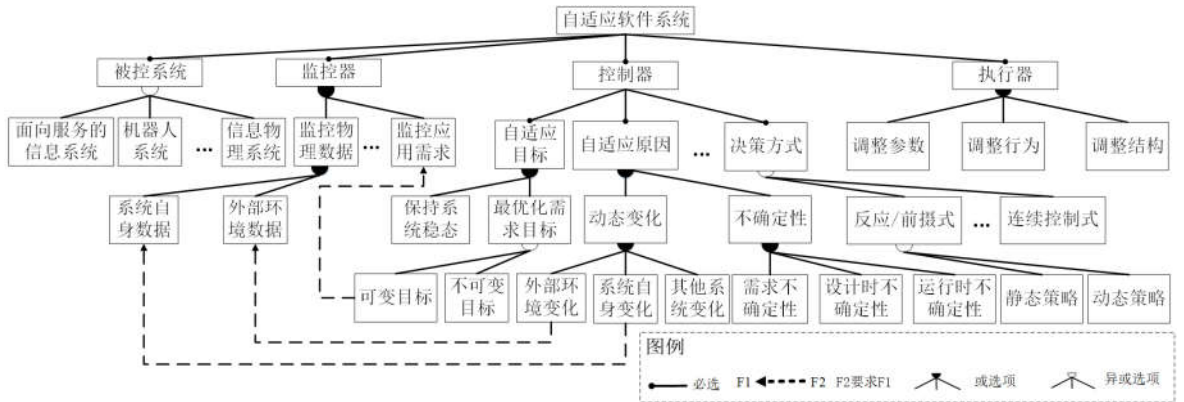 自适应软件系统
被控系统
监控器
控制器
执行器
面向服务的
信息系统
机器人
系统
...
信息物
理系统
监控物
理数据
...
监控应
用需求
自适应
目标
自适应原因
...
决策方式
调整参数
调整行为
调整结构
系统自
身数据
外部环
境数据
保持系
统稳态
最优化需
求目标
动态变化
不确定性
反应/前摄式
...
连续控制式
可变目标
不可变
目标
外部环
境变化
系统自
身变化
其他系
统变化
需求不
确定性
设计时不
确定性
运行时不
确定性
静态策略
动态策略
图例
必选
F1
F2
F2要求F1
或选项
异或选项